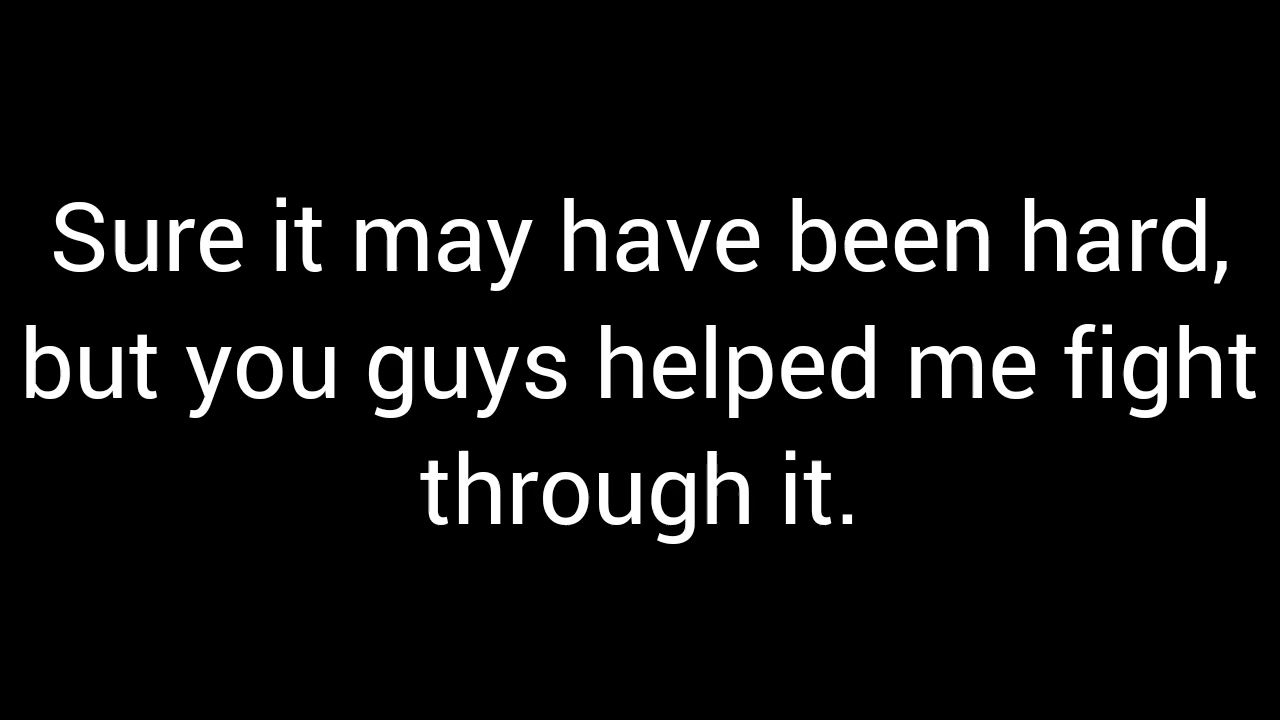 Sure it may have been hard,
but you guys helped me fight
through it.